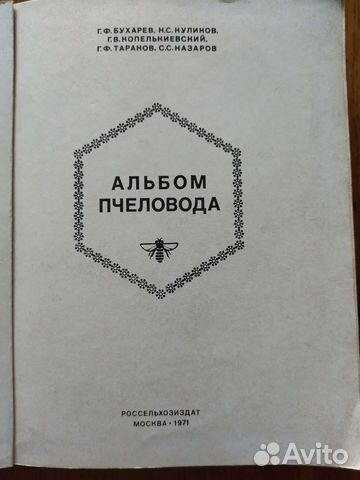 Г.Ф. БУХАРЕВ, Н.С. КУЛИКОВ,
Г.В. КОПЕЛЬКИЕВСКИЙ,
Г.Ф. ТАРАНОВ, С.С. НАЗАРОВ
АЛЬБОМ
ПЧЕЛОВОДА
РОССЕЛЬХОЗИЗДАТ
МОСКВА • 1971
Avito